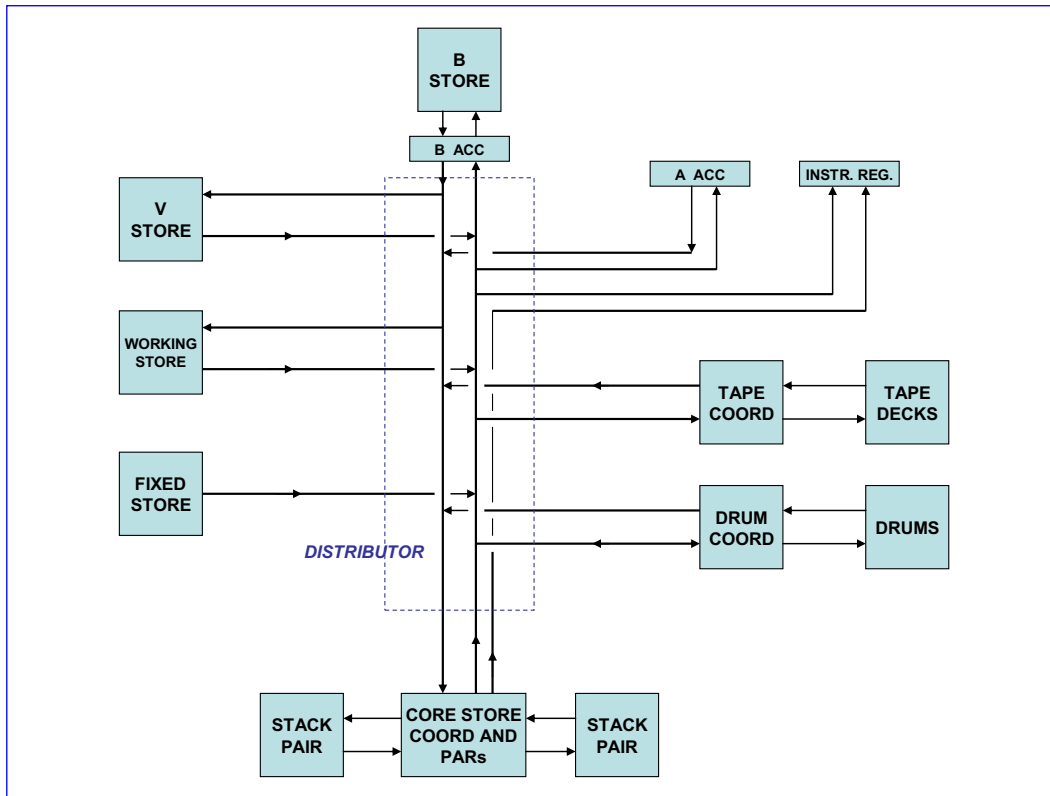 B
STORE
B ACC
A ACC
INSTR. REG.
V
STORE
WORKING
STORE
TAPE
COORD
TAPE
DECKS
FIXED
STORE
DRUM
COORD
DRUMS
DISTRIBUTOR
STACK
PAIR
CORE STORE
COORD AND
PARs
STACK
PAIR